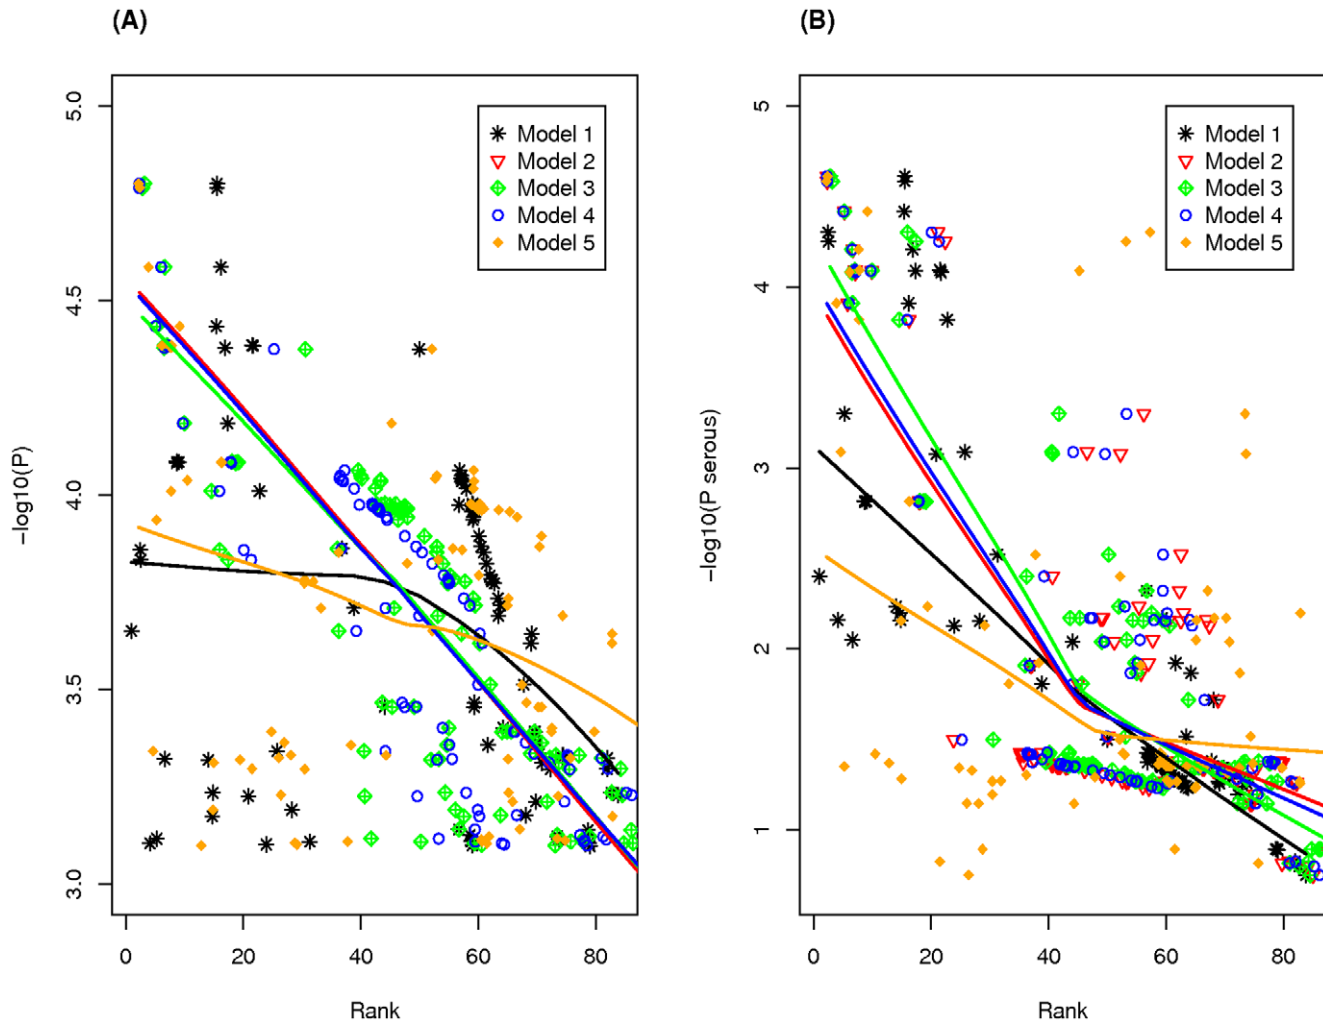 (A)
(B)
5.0
4.5
4.0
3.5
3.0
−log10(P)
Model 1
Model 2
Model 3
Model 4
Model 5
0 20 40 60 80
Rank
5
4
3
2
1
−log10(P serous)
Model 1
Model 2
Model 3
Model 4
Model 5
0 20 40 60 80
Rank